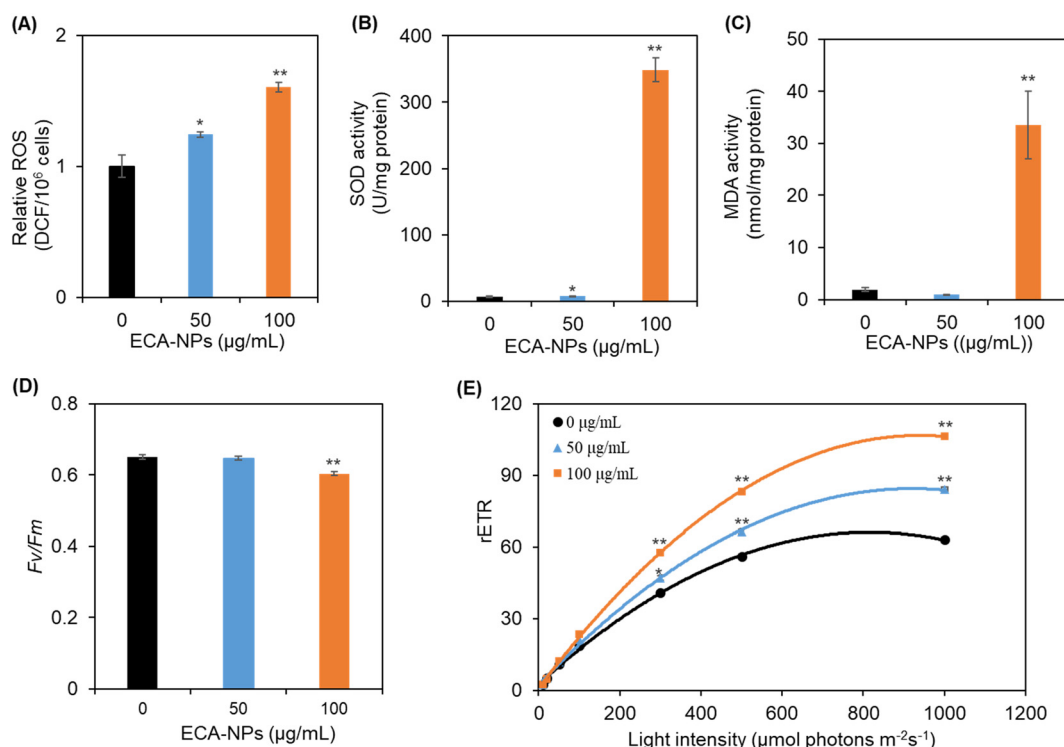 (A)
Relative ROS
(DCF/10⁶ cells)
2
1
0
*
**
0 50 100
ECA-NPs (µg/mL)
(B)
SOD activity
(U/mg protein)
400
300
200
100
0
*
**
0 50 100
ECA-NPs (µg/mL)
(C)
MDA activity
(nmol/mg protein)
50
40
30
20
10
0
**
0 50 100
ECA-NPs ((µg/mL))
(D)
Fv/Fm
0.8
0.6
0.4
0.2
0
**
0 50 100
ECA-NPs (µg/mL)
(E)
rETR
120
90
60
30
0
0 µg/mL
50 µg/mL
100 µg/mL
**
*
**
**
**
**
0 200 400 600 800 1000 1200
Light intensity (µmol photons m⁻²s⁻¹)